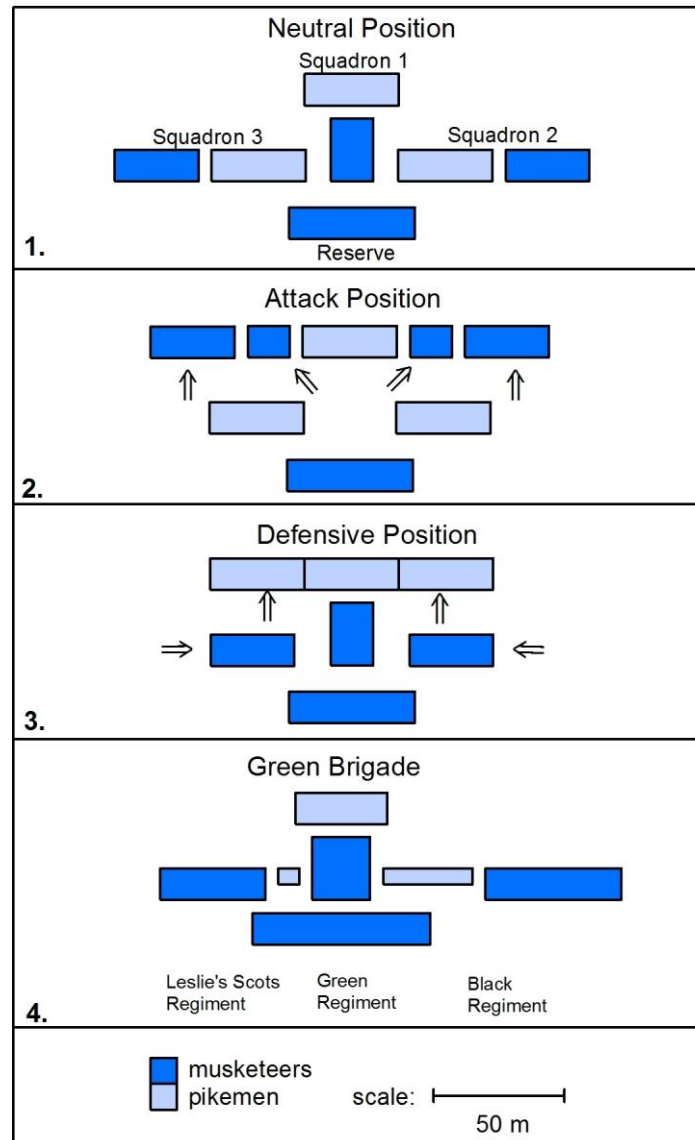 Neutral Position
Squadron 1
Squadron 3
Squadron 2
Reserve
1.
Attack Position
2.
Defensive Position
3.
Green Brigade
Leslie's Scots
Regiment
Green
Regiment
Black
Regiment
4.
musketeers
pikemen
scale:
50 m